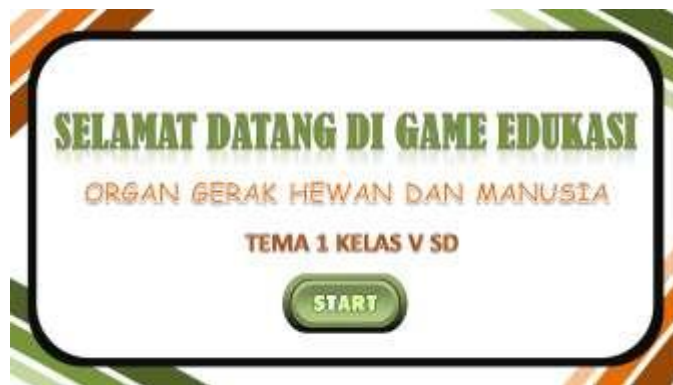 SELAMAT DATANG DI GAME EDUKASI
ORGAN GERAK HEWAN DAN MANUSIA
TEMA 1 KELAS V SD
START